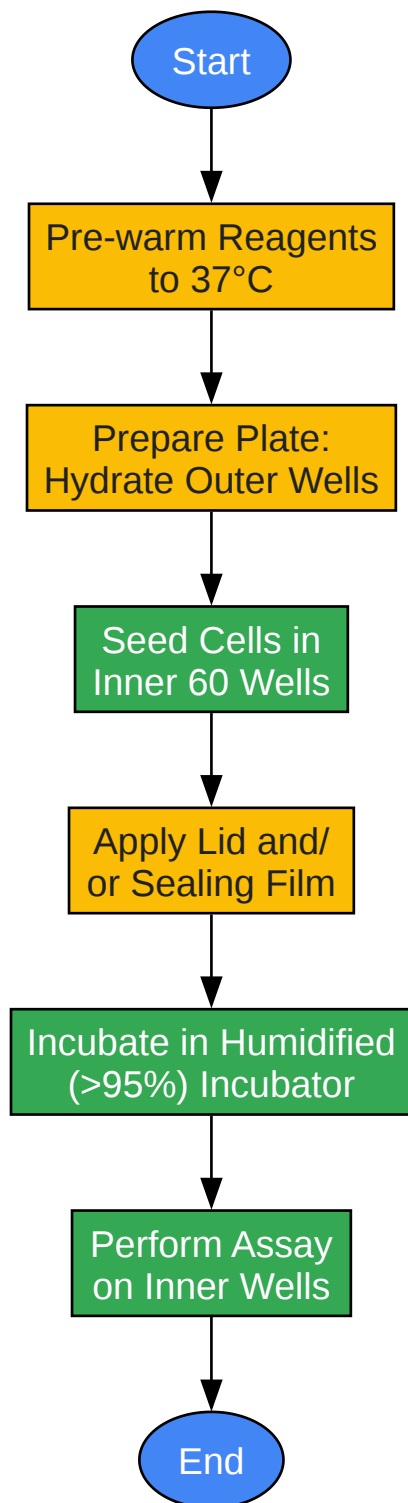 Start
Pre-warm Reagents
to 37°C
Prepare Plate:
Hydrate Outer Wells
Seed Cells in
Inner 60 Wells
Apply Lid and/
or Sealing Film
Incubate in Humidified
(>95%) Incubator
Perform Assay
on Inner Wells
End